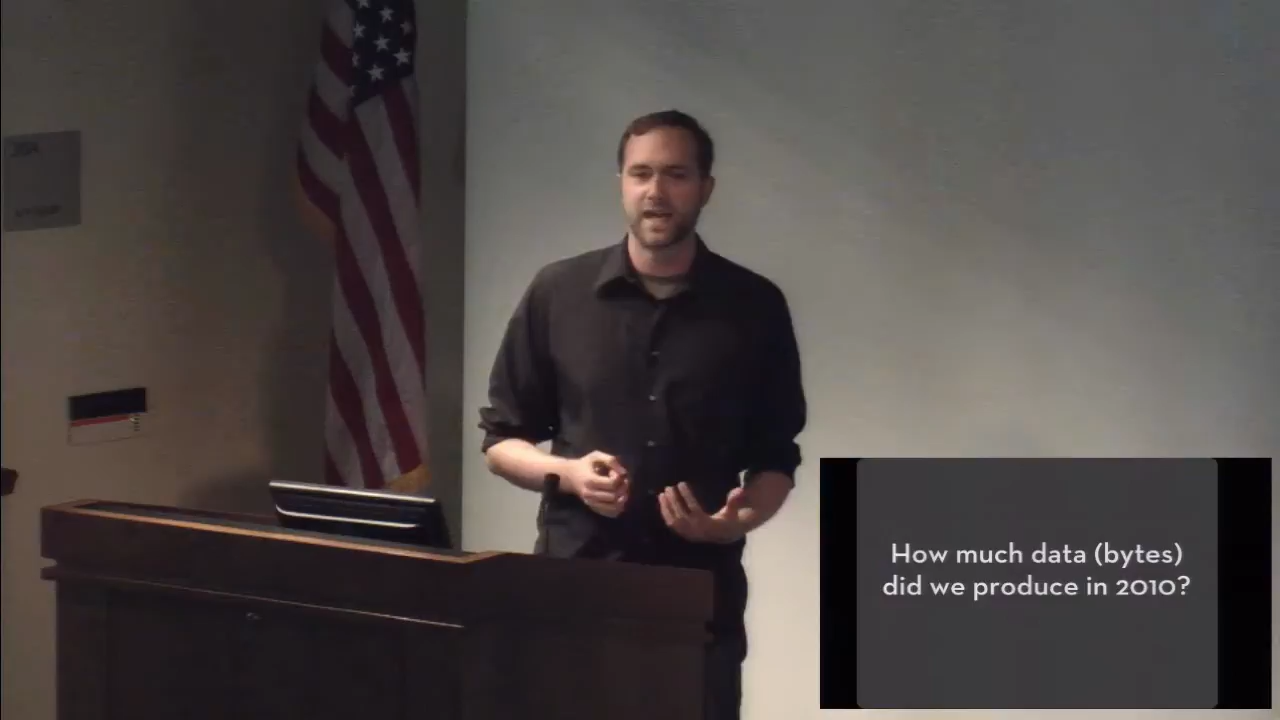 How much data (bytes)
did we produce in 2010?